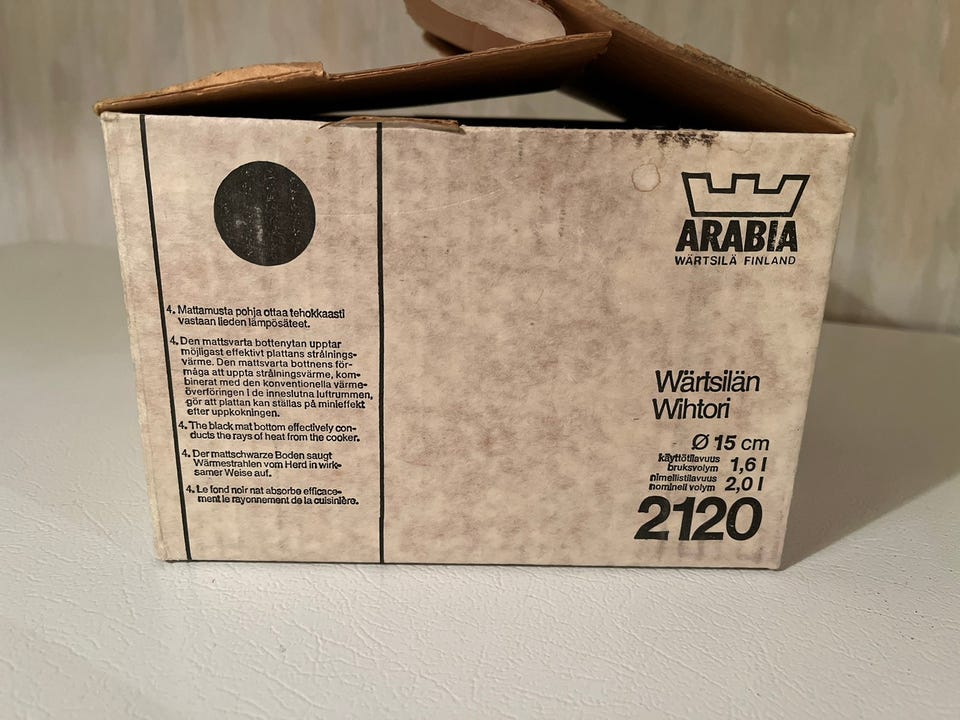 4. Mattamusta pohja ottaa tehokkaasti
vastaan lieden lämpösäteet.
4. Den mattsvarta bottenytan upptar
möjligast effektivt plattans strålnings-
värme. Den mattsvarta bottnens för-
måga att uppta strålningsvärme, kom-
binerat med den konventionella värme-
överföringen i de inneslutna luftrummen,
gör att plattan kan ställas på minieffekt
efter uppkokningen.
4. The black mat bottom effectively con-
ducts the rays of heat from the cooker.
4. Der mattschwarze Boden saugt
Wärmestrahlen vom Herd in wirk-
samer Weise auf.
4. Le fond noir nat absorbe efficace-
ment le rayonnement de la cuisinière.
ARABIA
WÄRTSILÄ FINLAND
Wärtsilän
Wihtori
Ø 15 cm
käyttötilavuus
bruksvolym 1,6 l
nimellistilavuus
nominell volym 2,0 l
2120